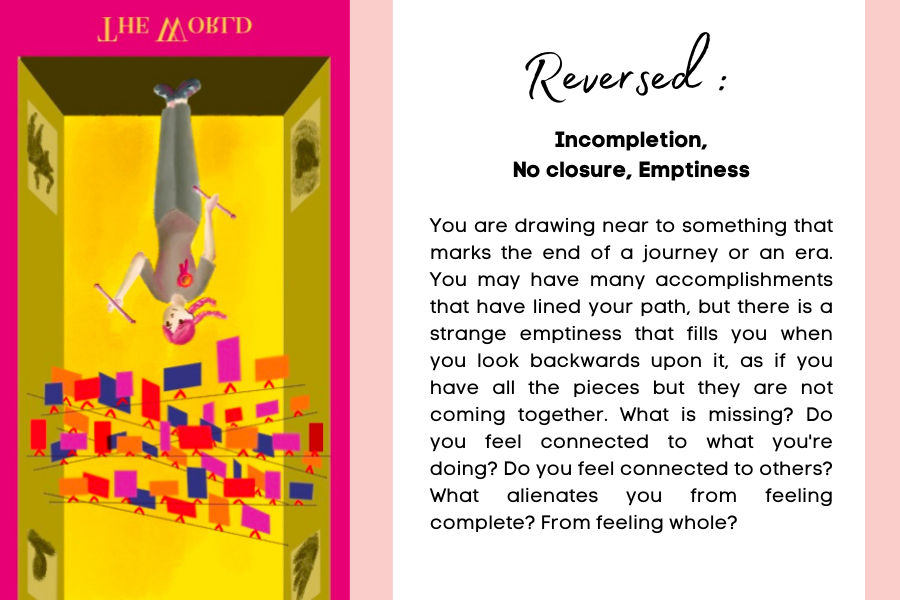 The World
Reversed :
Incompletion,
No closure, Emptiness
You are drawing near to something that
marks the end of a journey or an era.
You may have many accomplishments
that have lined your path, but there is a
strange emptiness that fills you when
you look backwards upon it, as if you
have all the pieces but they are not
coming together. What is missing? Do
you feel connected to what you're
doing? Do you feel connected to others?
What alienates you from feeling
complete? From feeling whole?